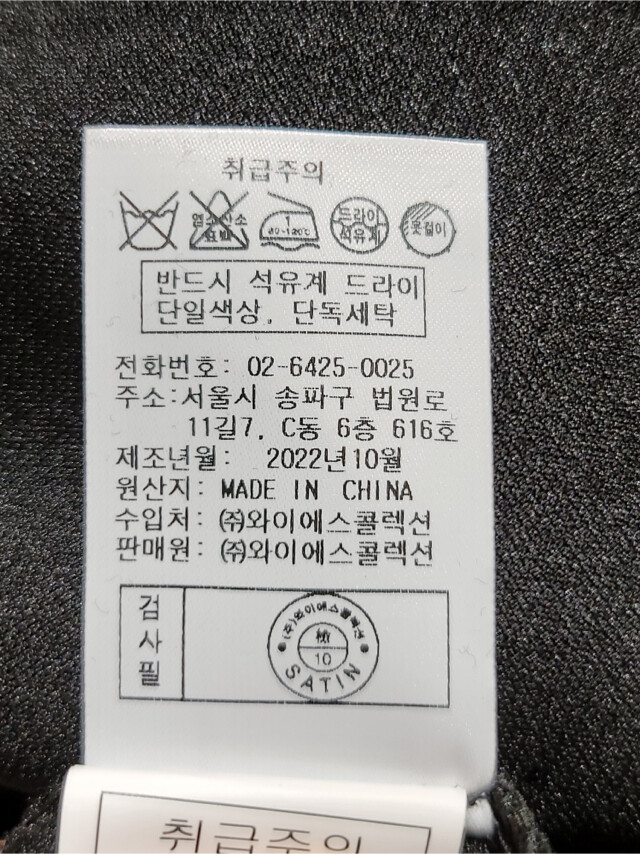 취급주의
염소산소
표백
1
80~120℃
드라이
석유계
옷걸이
반드시 석유계 드라이
단일색상, 단독세탁
전화번호: 02-6425-0025
주소:서울시 송파구 법원로
11길7, C동 6층 616호
제조년월: 2022년10월
원산지: MADE IN CHINA
수입처: ㈜와이에스콜렉션
판매원: ㈜와이에스콜렉션
검사필
(주)와이에스콜렉션
檢
10
SATIN
취급주의